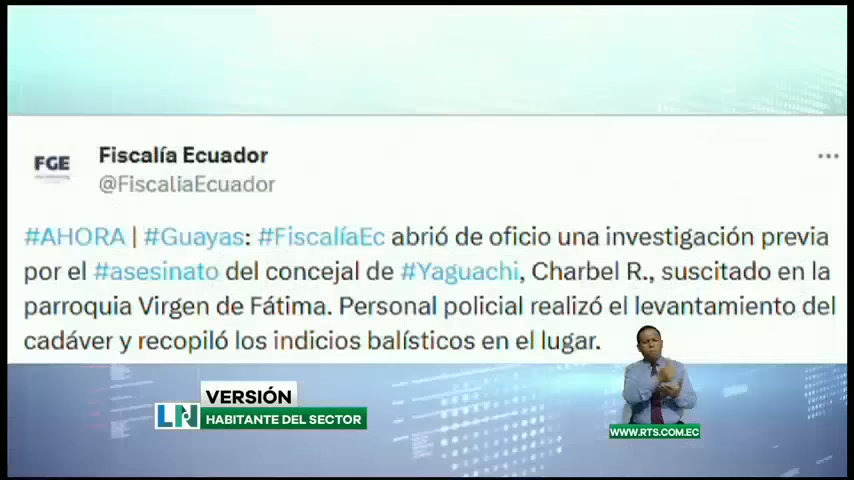 FGE
Fiscalía Ecuador
@FiscaliaEcuador
#AHORA | #Guayas: #FiscalíaEc abrió de oficio una investigación previa
por el #asesinato del concejal de #Yaguachi, Charbel R., suscitado en la
parroquia Virgen de Fátima. Personal policial realizó el levantamiento del
cadáver y recopiló los indicios balísticos en el lugar.
LN
VERSIÓN
HABITANTE DEL SECTOR
WWW.RTS.COM.EC